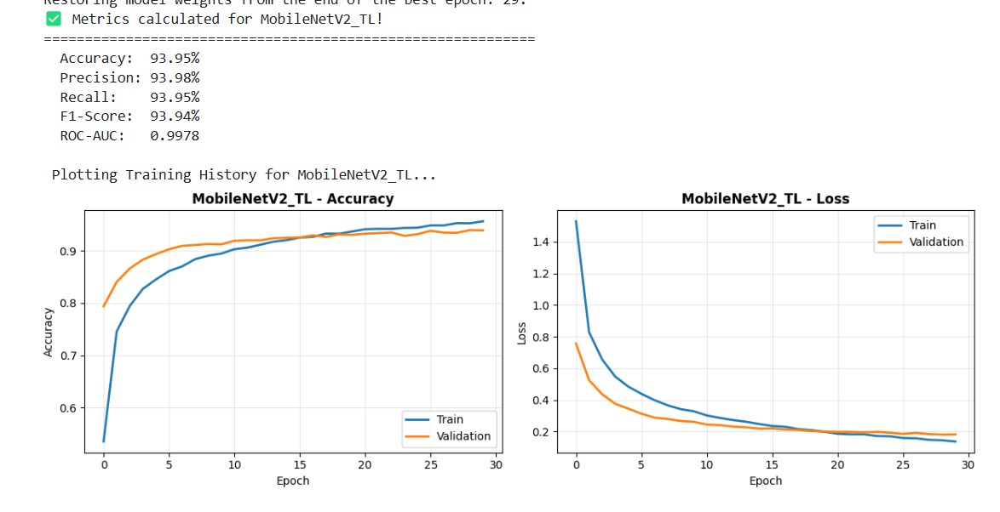 Restoring model weights from the end of the best epoch: 29.
✅ Metrics calculated for MobileNetV2_TL!
============================================================
Accuracy: 93.95%
Precision: 93.98%
Recall: 93.95%
F1-Score: 93.94%
ROC-AUC: 0.9978
Plotting Training History for MobileNetV2_TL...
MobileNetV2_TL - Accuracy
Accuracy
0.9
0.8
0.7
0.6
Train
Validation
0 5 10 15 20 25 30
Epoch
MobileNetV2_TL - Loss
Loss
1.4
1.2
1.0
0.8
0.6
0.4
0.2
Train
Validation
0 5 10 15 20 25 30
Epoch